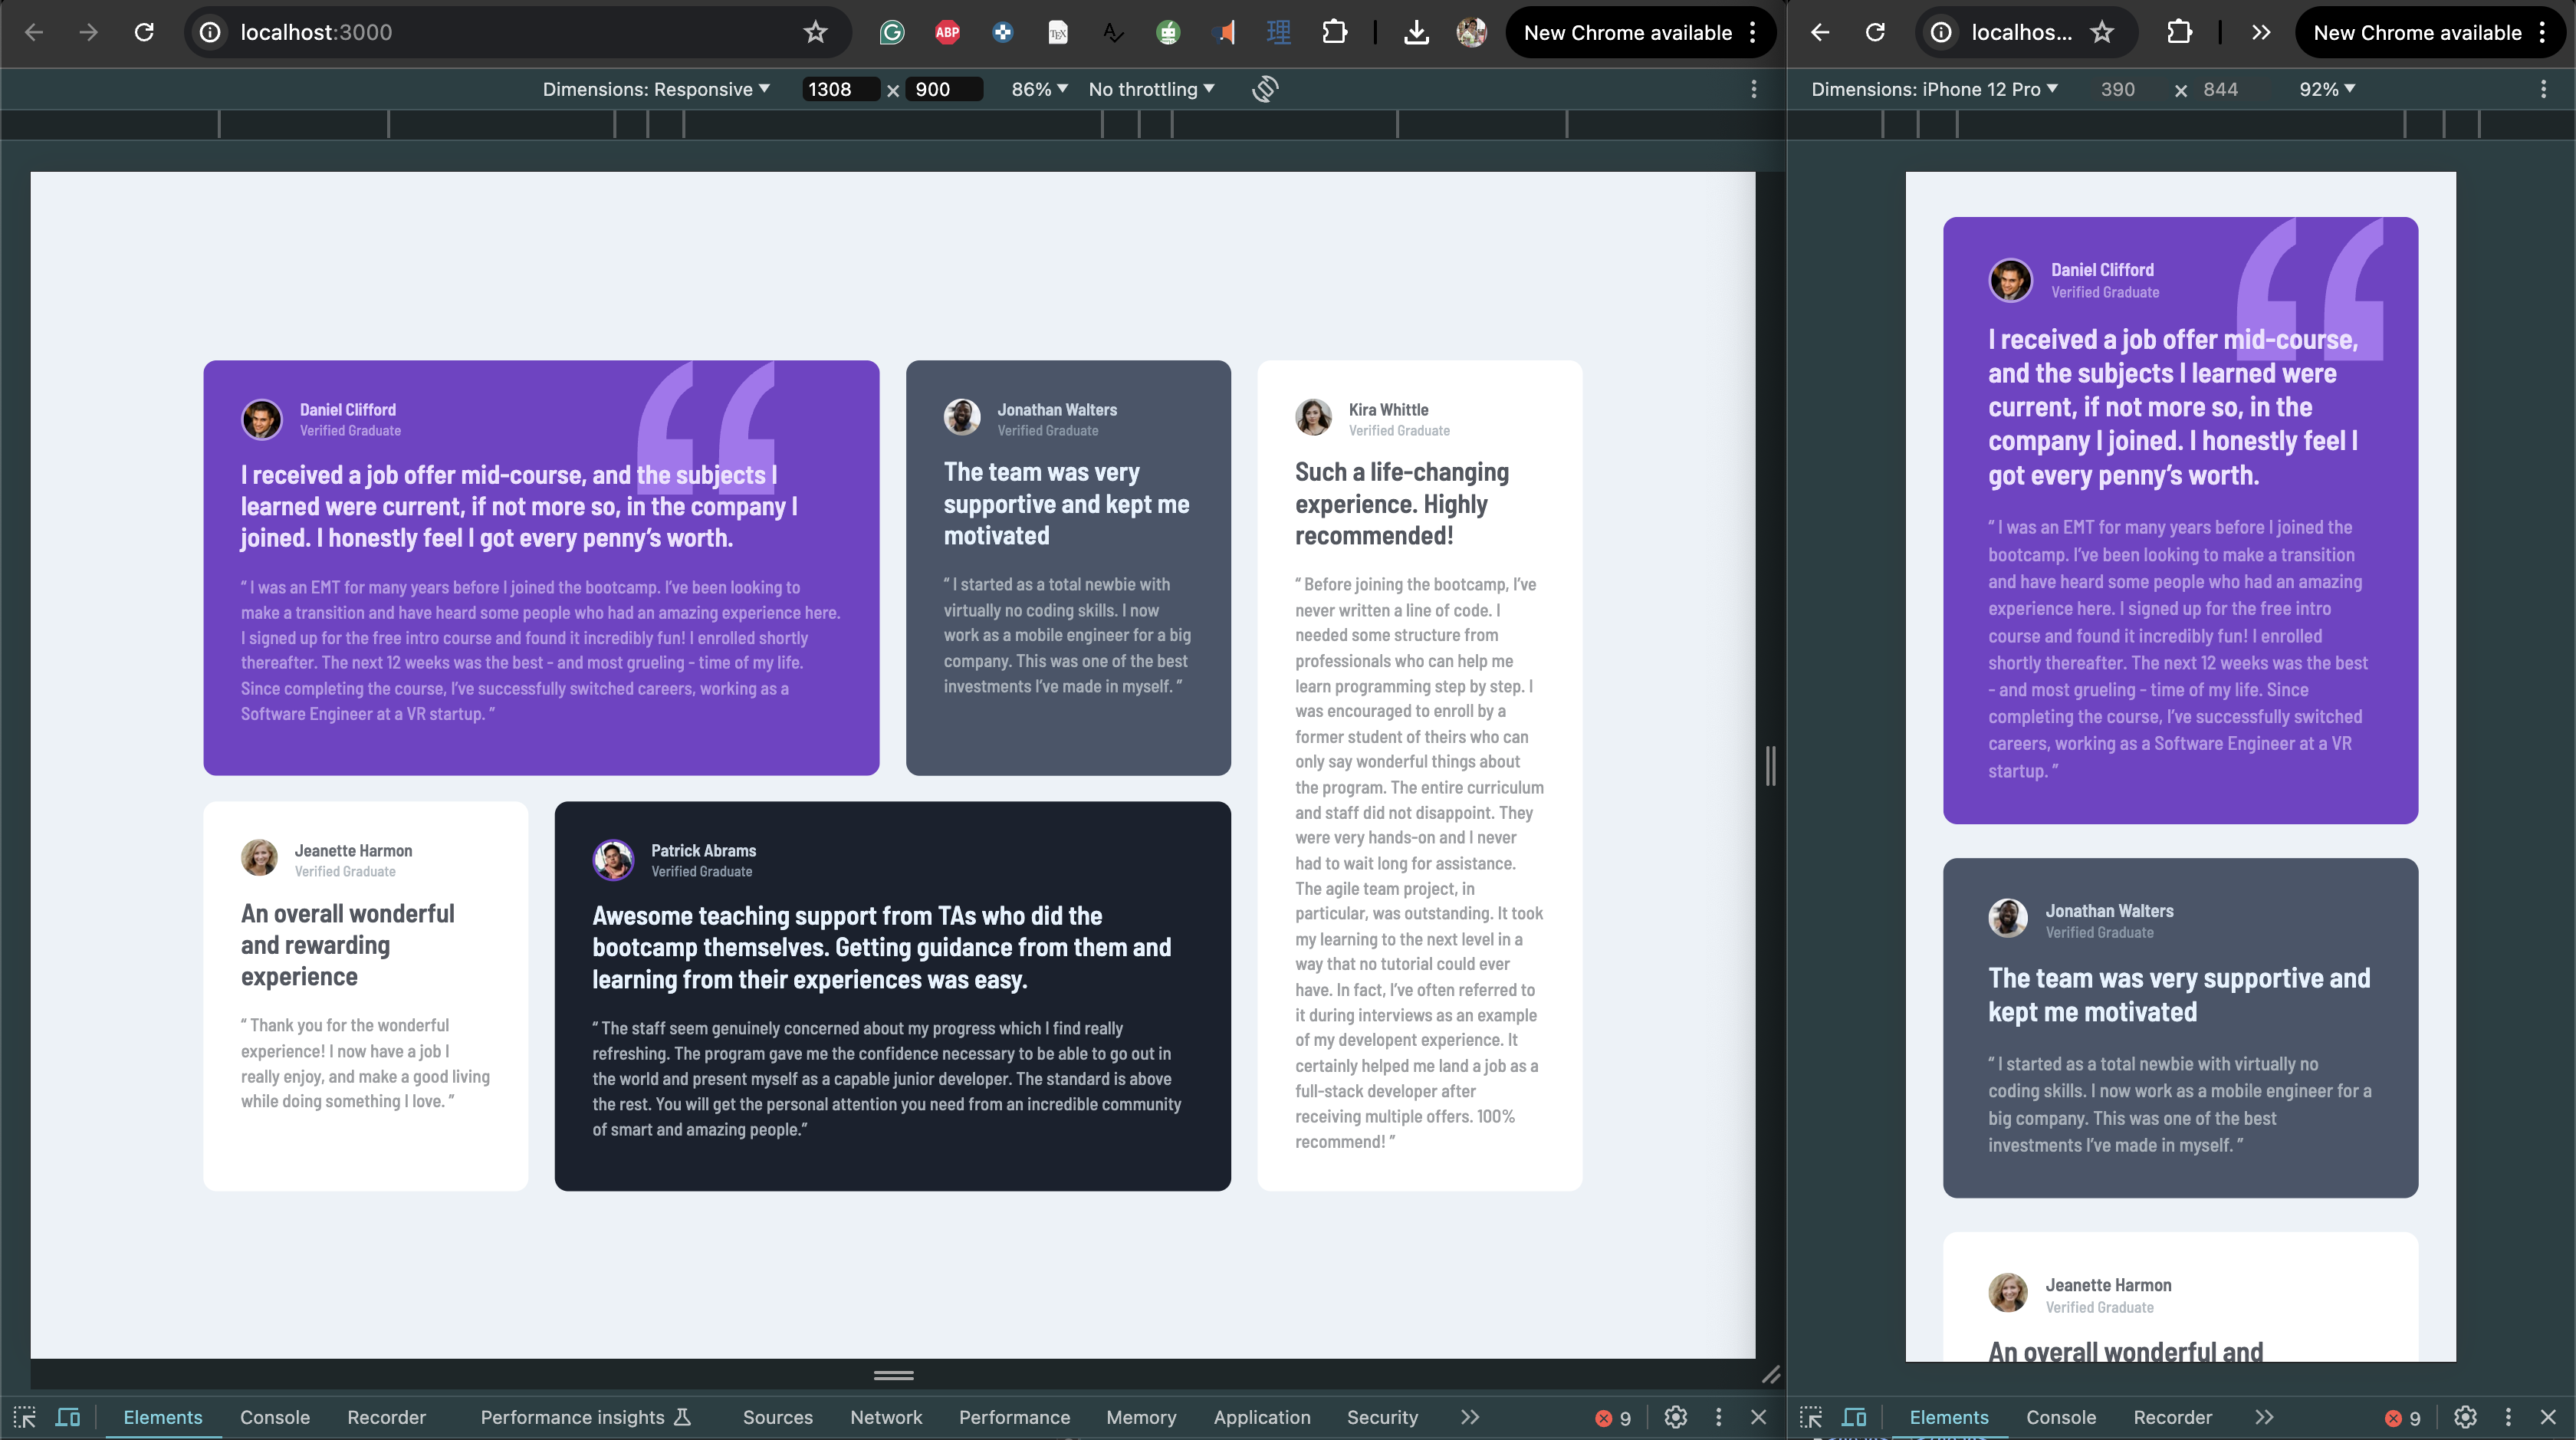 localhost:3000
ABP
TEX
理
New Chrome available
Dimensions: Responsive
1308 × 900
86%
No throttling
Daniel Clifford
Verified Graduate
I received a job offer mid-course, and the subjects I
learned were current, if not more so, in the company I
joined. I honestly feel I got every penny’s worth.
“ I was an EMT for many years before I joined the bootcamp. I’ve been looking to
make a transition and have heard some people who had an amazing experience here.
I signed up for the free intro course and found it incredibly fun! I enrolled shortly
thereafter. The next 12 weeks was the best - and most grueling - time of my life.
Since completing the course, I’ve successfully switched careers, working as a
Software Engineer at a VR startup. ”
Jonathan Walters
Verified Graduate
The team was very
supportive and kept me
motivated
“ I started as a total newbie with
virtually no coding skills. I now
work as a mobile engineer for a big
company. This was one of the best
investments I’ve made in myself. ”
Kira Whittle
Verified Graduate
Such a life-changing
experience. Highly
recommended!
“ Before joining the bootcamp, I’ve
never written a line of code. I
needed some structure from
professionals who can help me
learn programming step by step. I
was encouraged to enroll by a
former student of theirs who can
only say wonderful things about
the program. The entire curriculum
and staff did not disappoint. They
were very hands-on and I never
had to wait long for assistance.
The agile team project, in
particular, was outstanding. It took
my learning to the next level in a
way that no tutorial could ever
have. In fact, I’ve often referred to
it during interviews as an example
of my developent experience. It
certainly helped me land a job as a
full-stack developer after
receiving multiple offers. 100%
recommend! ”
Jeanette Harmon
Verified Graduate
An overall wonderful
and rewarding
experience
“ Thank you for the wonderful
experience! I now have a job I
really enjoy, and make a good living
while doing something I love. ”
Patrick Abrams
Verified Graduate
Awesome teaching support from TAs who did the
bootcamp themselves. Getting guidance from them and
learning from their experiences was easy.
“ The staff seem genuinely concerned about my progress which I find really
refreshing. The program gave me the confidence necessary to be able to go out in
the world and present myself as a capable junior developer. The standard is above
the rest. You will get the personal attention you need from an incredible community
of smart and amazing people.”
Elements
Console
Recorder
Performance insights
Sources
Network
Performance
Memory
Application
Security
9
localhos...
New Chrome available
Dimensions: iPhone 12 Pro
390 × 844
92%
Daniel Clifford
Verified Graduate
I received a job offer mid-course,
and the subjects I learned were
current, if not more so, in the
company I joined. I honestly feel I
got every penny’s worth.
“ I was an EMT for many years before I joined the
bootcamp. I’ve been looking to make a transition
and have heard some people who had an amazing
experience here. I signed up for the free intro
course and found it incredibly fun! I enrolled
shortly thereafter. The next 12 weeks was the best
- and most grueling - time of my life. Since
completing the course, I’ve successfully switched
careers, working as a Software Engineer at a VR
startup. ”
Jonathan Walters
Verified Graduate
The team was very supportive and
kept me motivated
“ I started as a total newbie with virtually no
coding skills. I now work as a mobile engineer for a
big company. This was one of the best
investments I’ve made in myself. ”
Jeanette Harmon
Verified Graduate
An overall wonderful and
Elements
Console
Recorder
9